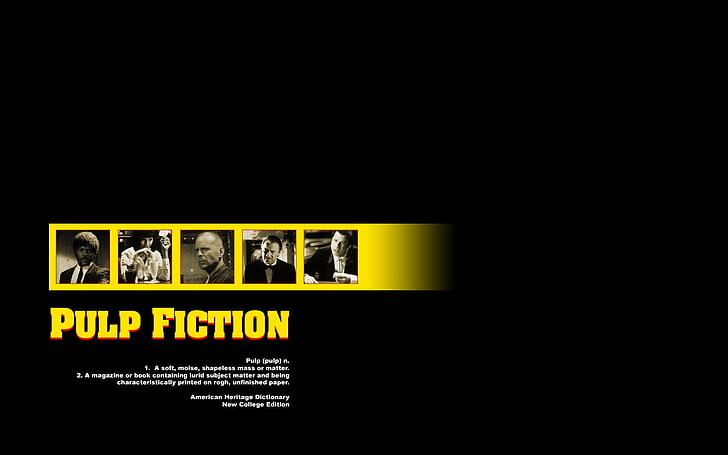 PULP FICTION
Pulp (pulp) n.
1. A soft, moise, shapeless mass or matter.
2. A magazine or book containing lurid subject matter and being
characteristically printed on rogh, unfinished paper.
American Heritage Dictionary
New College Edition